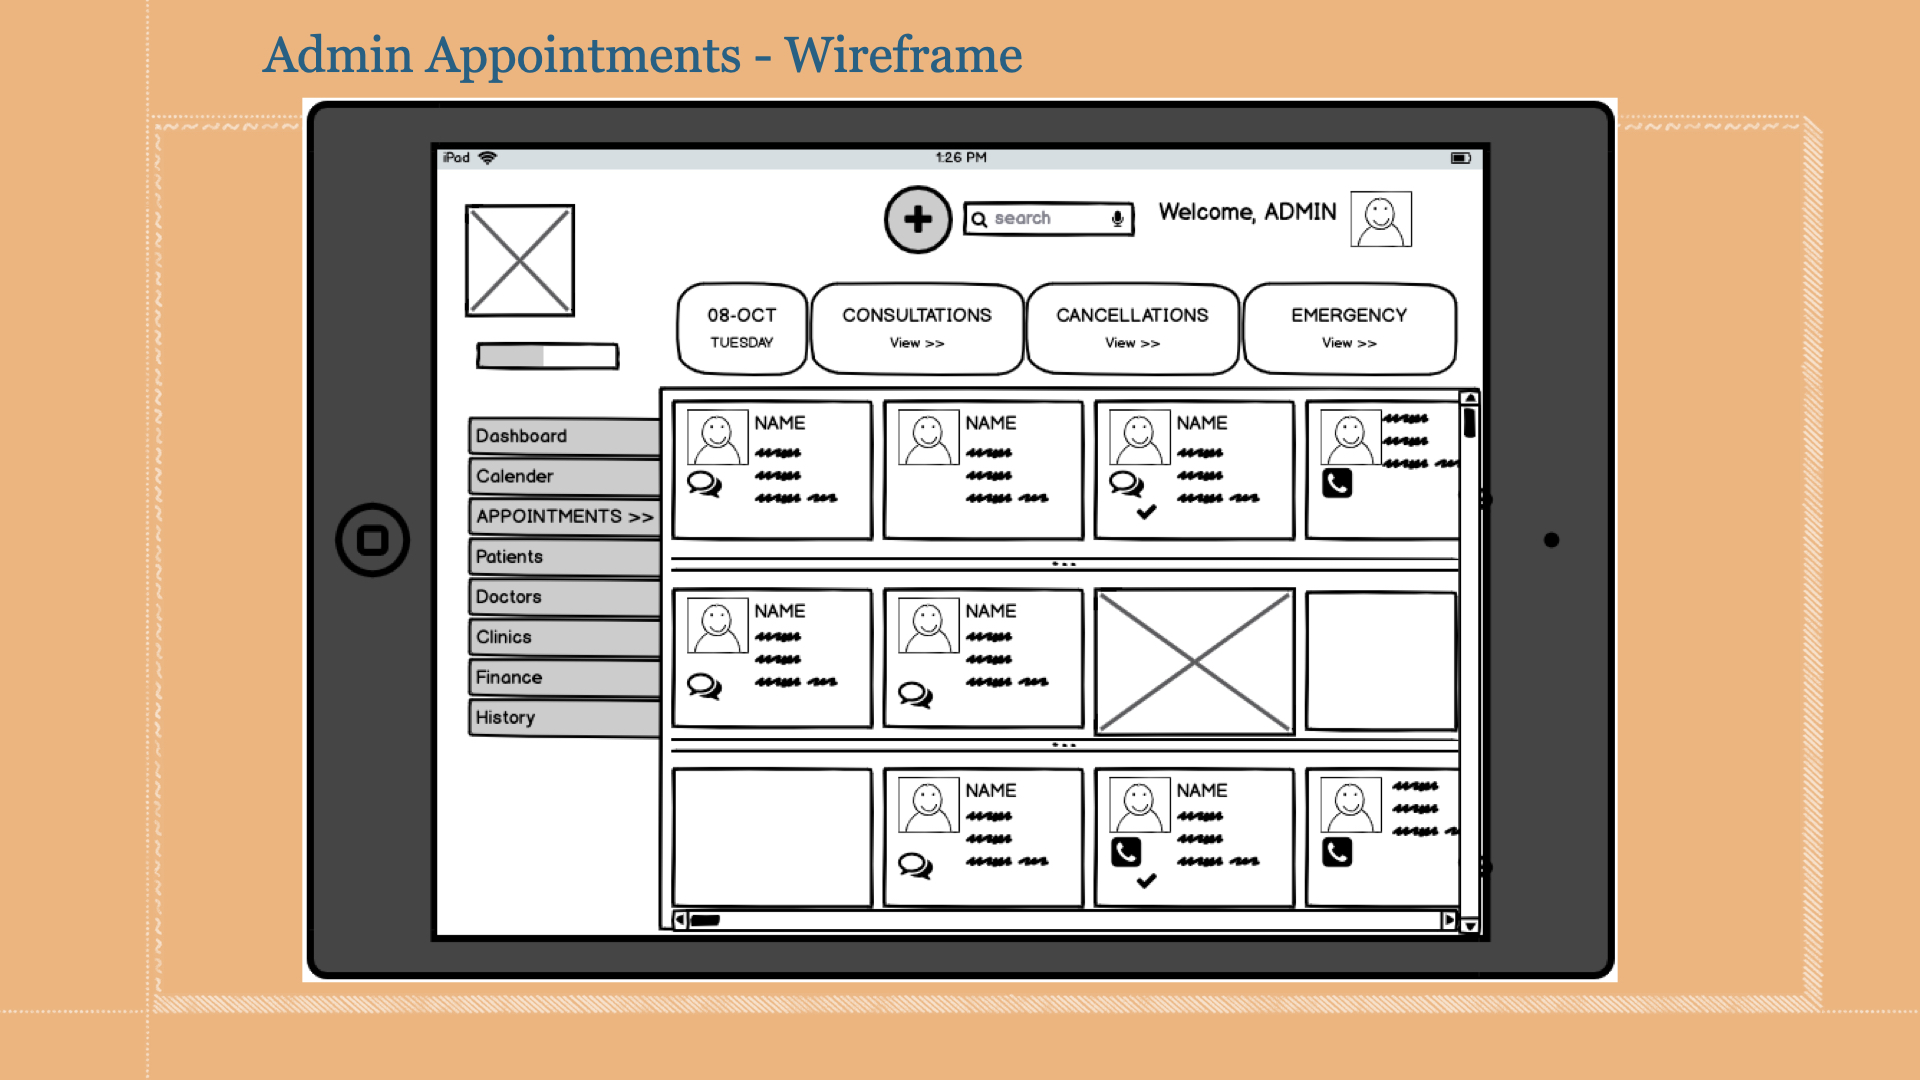 Admin Appointments - Wireframe
iPad
1:26 PM
search
Welcome, ADMIN
08-OCT
TUESDAY
CONSULTATIONS
View >>
CANCELLATIONS
View >>
EMERGENCY
View >>
Dashboard
Calender
APPOINTMENTS >>
Patients
Doctors
Clinics
Finance
History
NAME
NAME
NAME
NAME
NAME
NAME
NAME